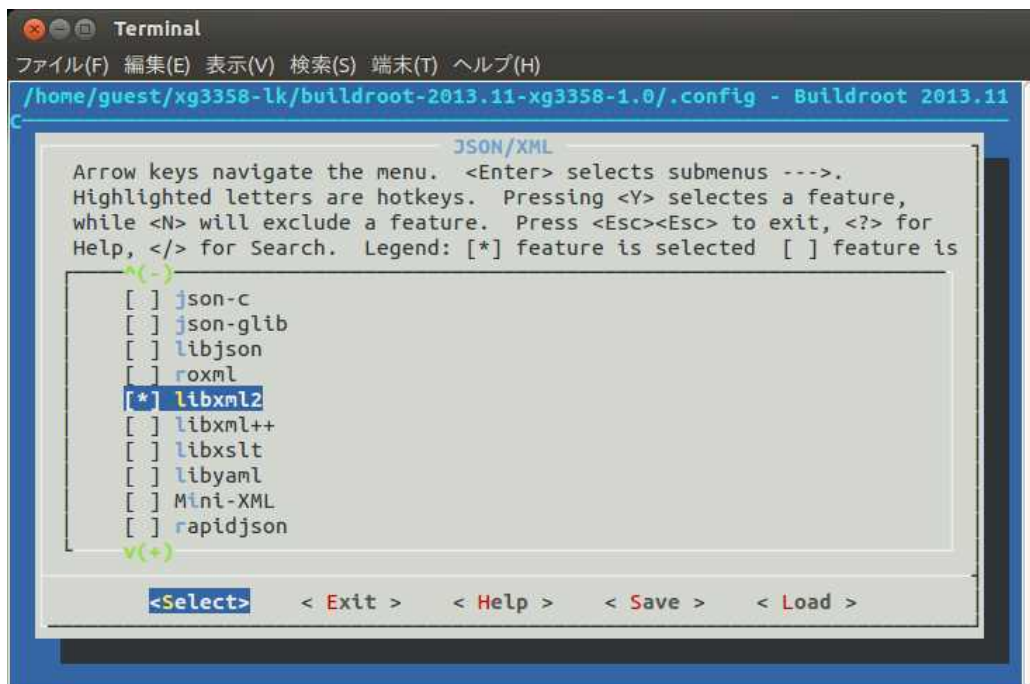 Terminal
ファイル(F) 編集(E) 表示(V) 検索(S) 端末(T) ヘルプ(H)
/home/guest/xg3358-lk/buildroot-2013.11-xg3358-1.0/.config - Buildroot 2013.11
C
JSON/XML
Arrow keys navigate the menu.  <Enter> selects submenus --->.
Highlighted letters are hotkeys.  Pressing <Y> selectes a feature,
while <N> will exclude a feature.  Press <Esc><Esc> to exit, <?> for
Help, </> for Search.  Legend: [*] feature is selected  [ ] feature is
^(-)
[ ] json-c
[ ] json-glib
[ ] libjson
[ ] roxml
[*] libxml2
[ ] libxml++
[ ] libxslt
[ ] libyaml
[ ] Mini-XML
[ ] rapidjson
v(+)
<Select>    < Exit >    < Help >    < Save >    < Load >